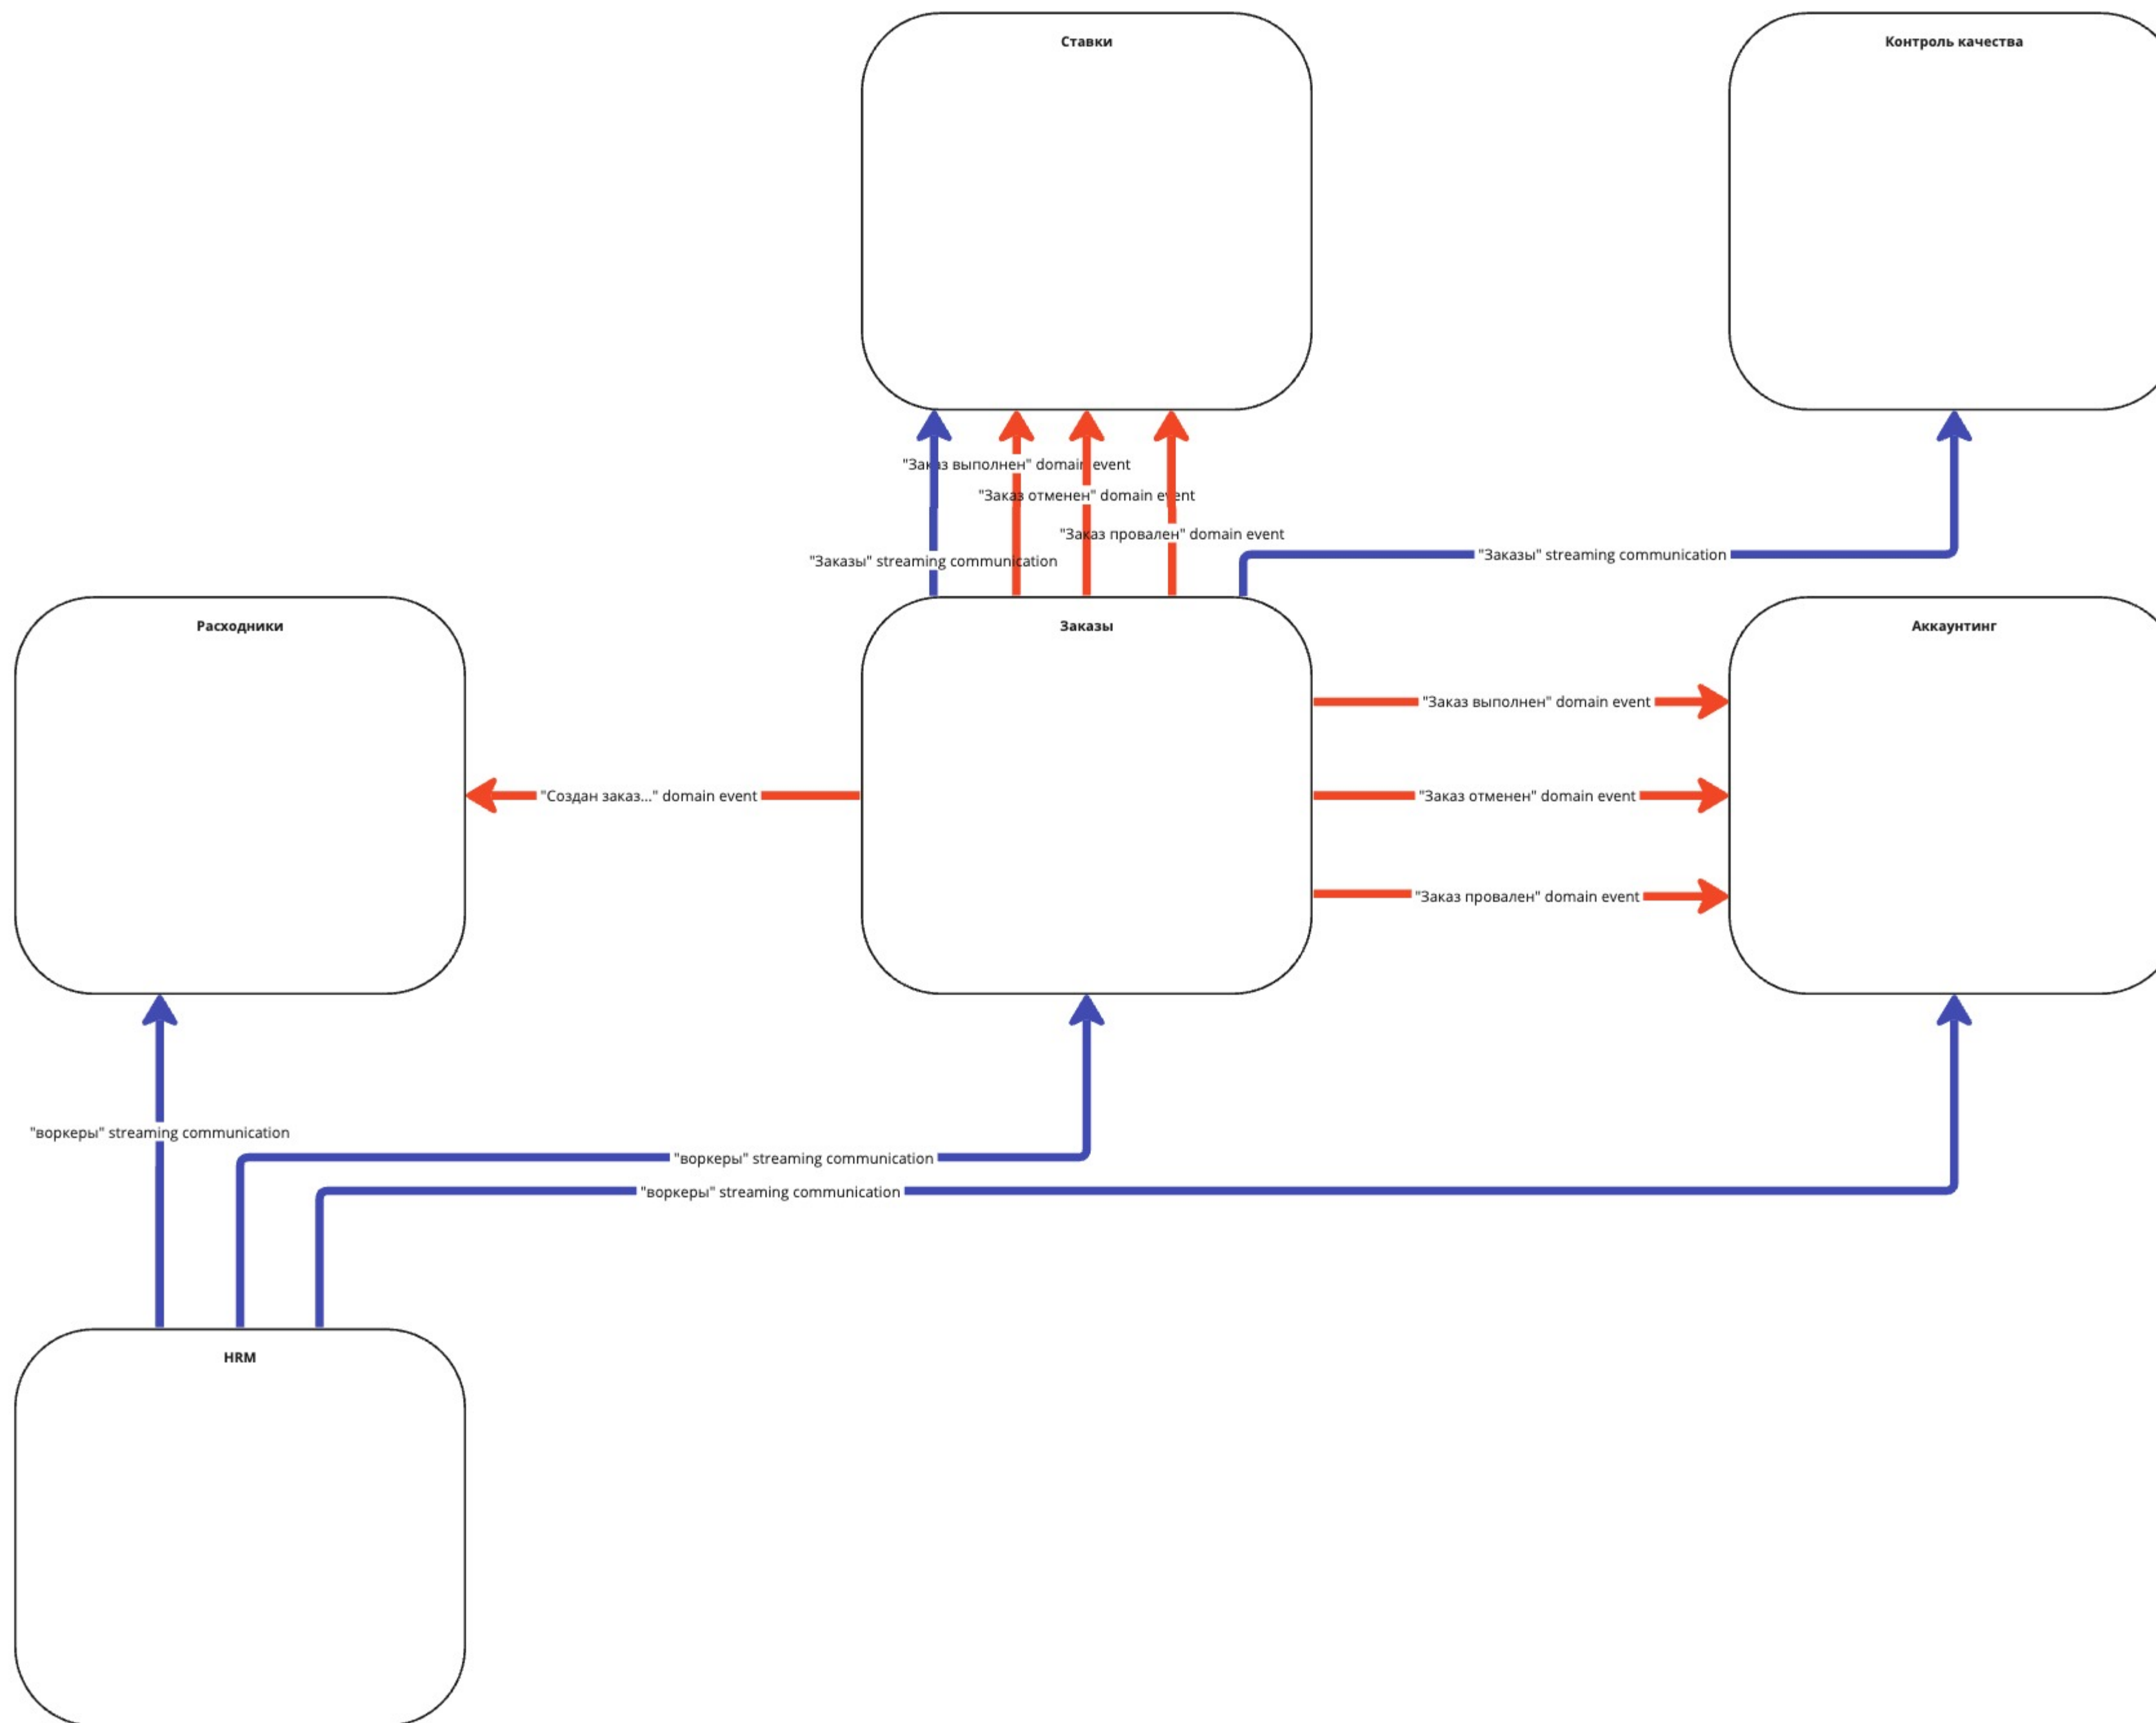 Ставки
Контроль качества
"Заказ выполнен" domain event
"Заказ отменен" domain event
"Заказ провален" domain event
"Заказы" streaming communication
"Заказы" streaming communication
Расходники
Заказы
Аккаунтинг
"Заказ выполнен" domain event
"Создан заказ..." domain event
"Заказ отменен" domain event
"Заказ провален" domain event
"воркеры" streaming communication
"воркеры" streaming communication
"воркеры" streaming communication
HRM